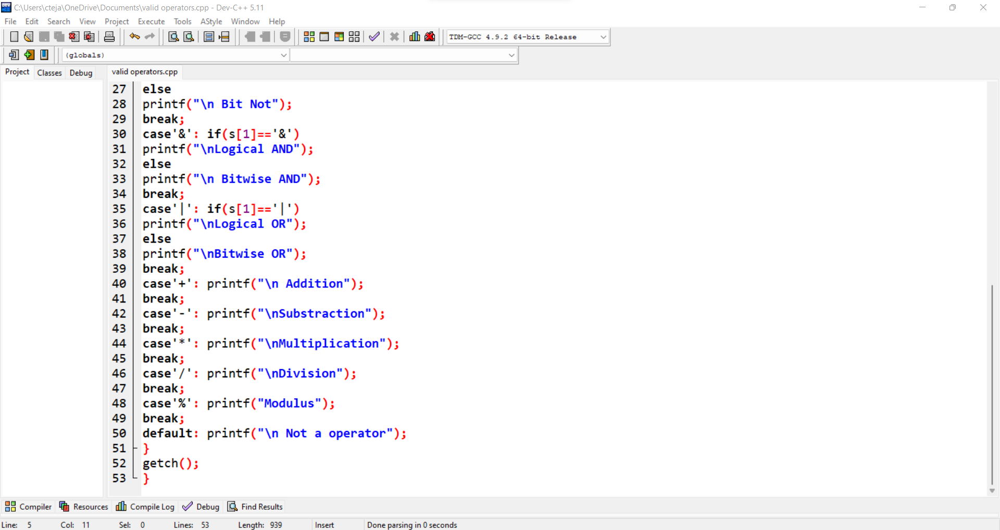 C:\Users\cteja\OneDrive\Documents\valid operators.cpp - Dev-C++ 5.11
File Edit Search View Project Execute Tools AStyle Window Help
TDM-GCC 4.9.2 64-bit Release
(globals)
Project Classes Debug valid operators.cpp
27 else
28 printf("\n Bit Not");
29 break;
30 case'&': if(s[1]=='&')
31 printf("\nLogical AND");
32 else
33 printf("\n Bitwise AND");
34 break;
35 case'|': if(s[1]=='|')
36 printf("\nLogical OR");
37 else
38 printf("\nBitwise OR");
39 break;
40 case'+': printf("\n Addition");
41 break;
42 case'-': printf("\nSubstraction");
43 break;
44 case'*': printf("\nMultiplication");
45 break;
46 case'/': printf("\nDivision");
47 break;
48 case'%': printf("Modulus");
49 break;
50 default: printf("\n Not a operator");
51 }
52 getch();
53 }
Compiler Resources Compile Log Debug Find Results
Line: 5 Col: 11 Sel: 0 Lines: 53 Length: 939 Insert Done parsing in 0 seconds